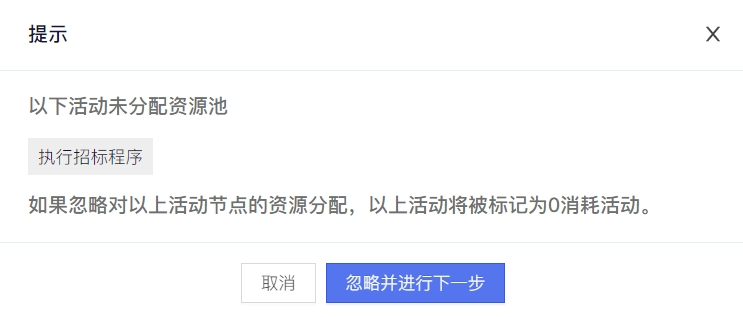 提示
以下活动未分配资源池
执行招标程序
如果忽略对以上活动节点的资源分配，以上活动将被标记为0消耗活动。
取消
忽略并进行下一步